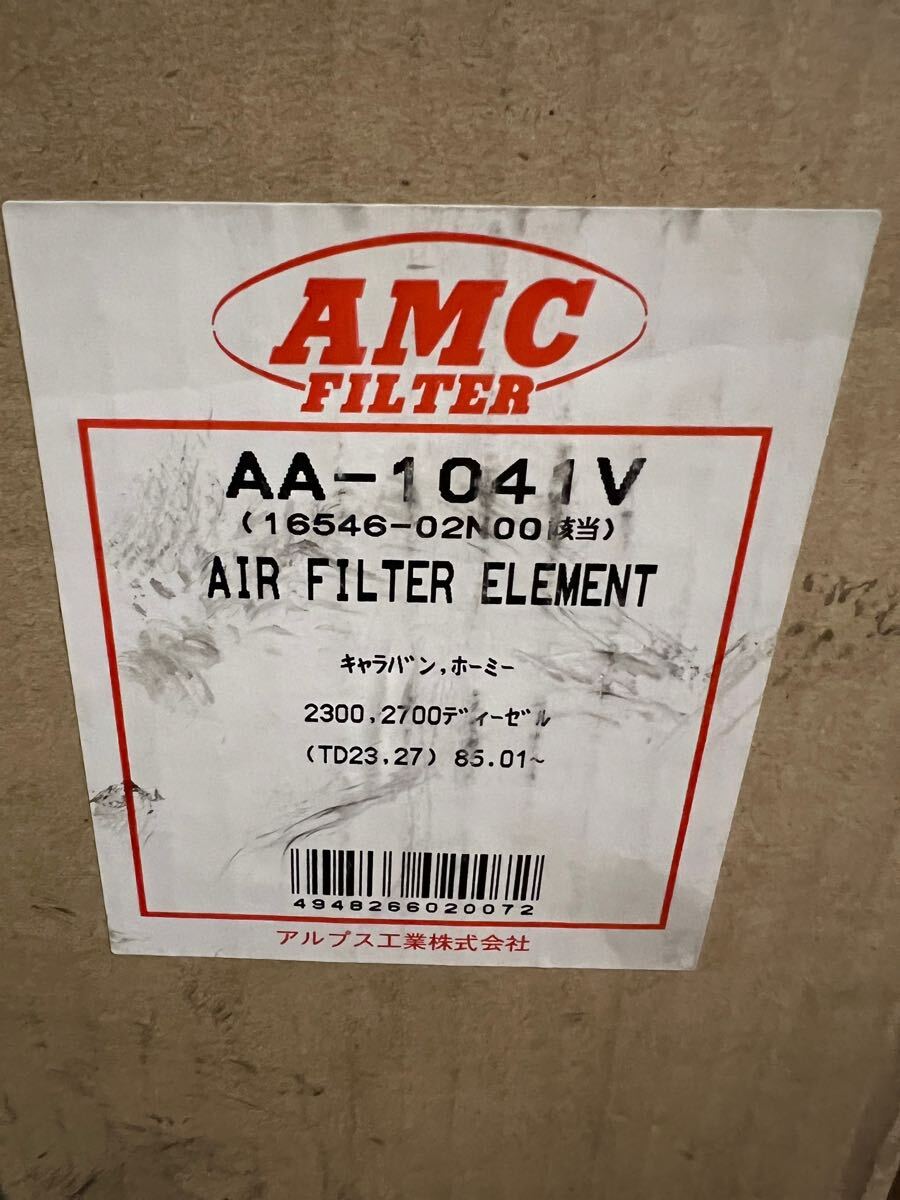 AMC
FILTER
AA-1041V
(16546-02N00該当)
AIR FILTER ELEMENT
キャラバン,ホーミー
2300,2700ディーゼル
(TD23,27) 85.01~
4948266020072
アルプス工業株式会社